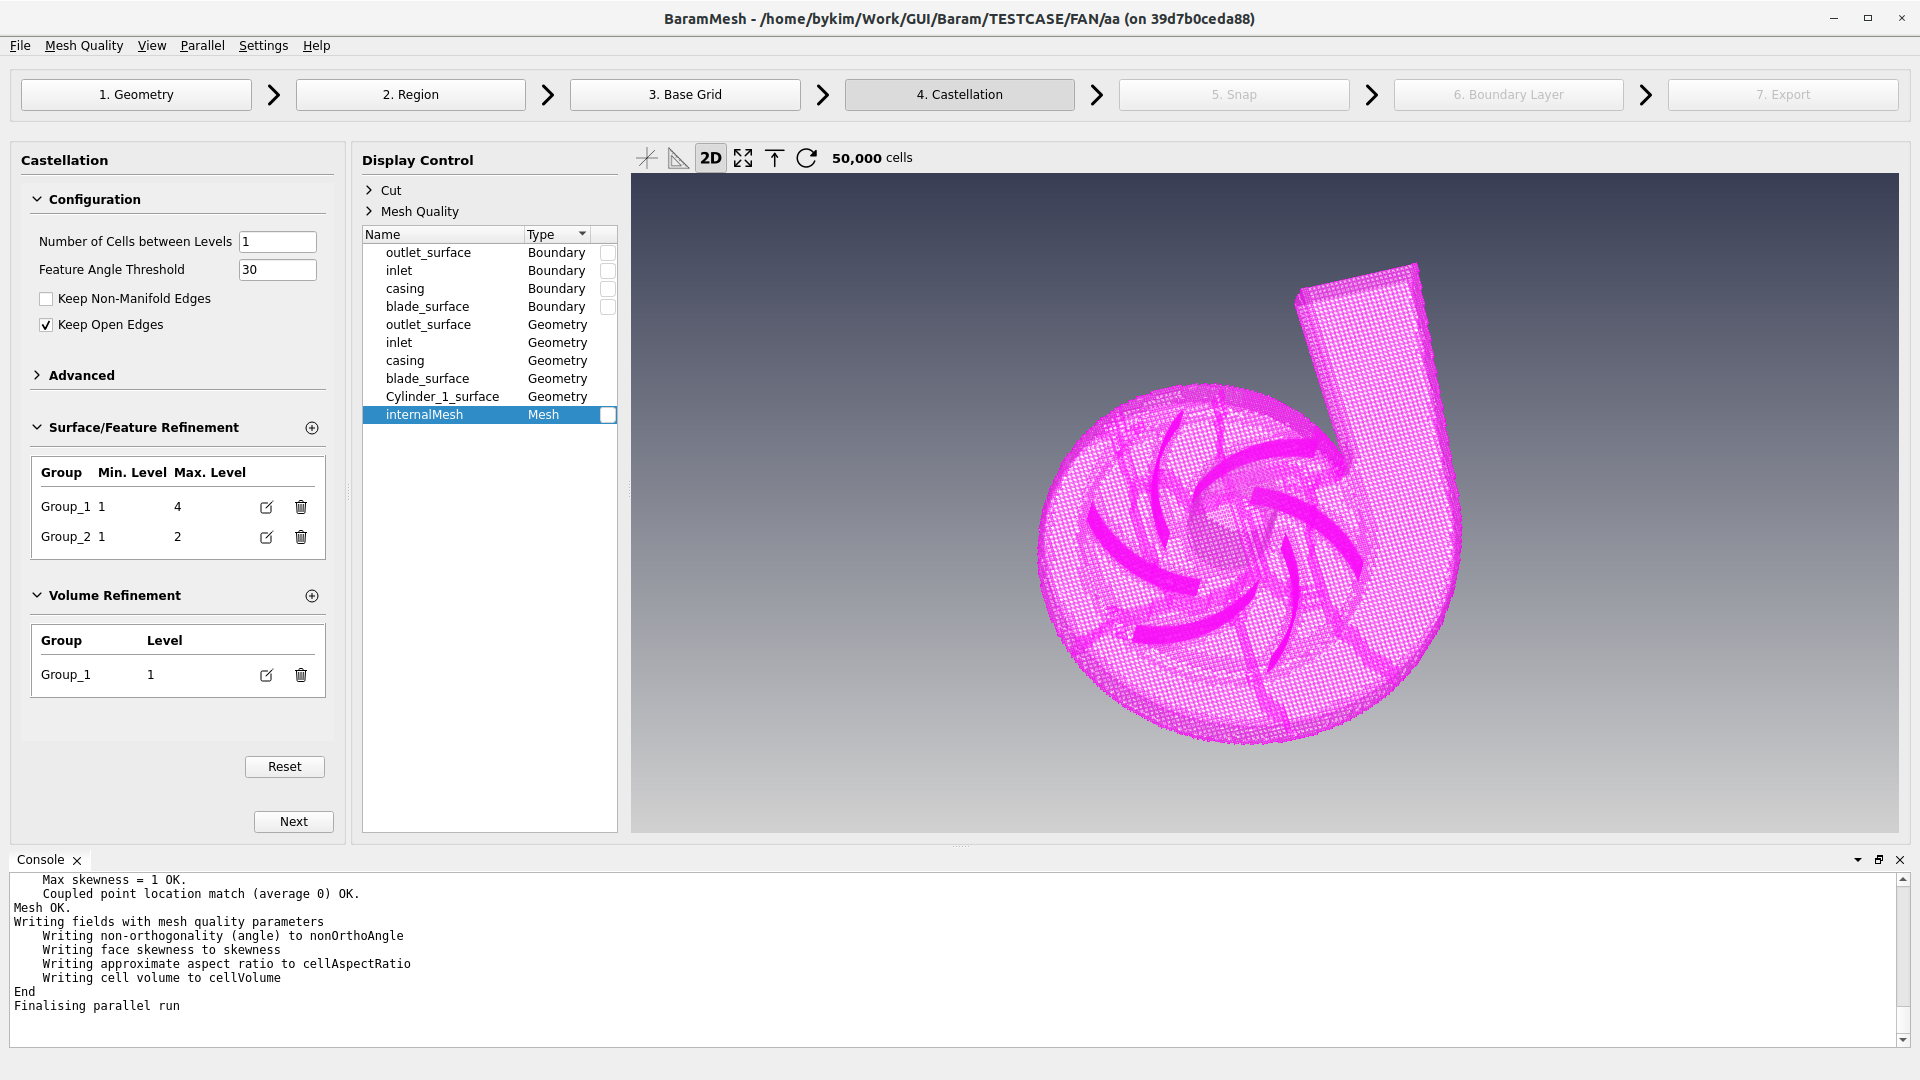 BaramMesh - /home/bykim/Work/GUI/Baram/TESTCASE/FAN/aa (on 39d7b0ceda88)
File Mesh Quality View Parallel Settings Help
1. Geometry 2. Region 3. Base Grid 4. Castellation 5. Snap 6. Boundary Layer 7. Export
Castellation
Configuration
Number of Cells between Levels 1
Feature Angle Threshold 30
Keep Non-Manifold Edges
Keep Open Edges
Advanced
Surface/Feature Refinement
Group Min. Level Max. Level
Group_1 1 4
Group_2 1 2
Volume Refinement
Group Level
Group_1 1
Reset
Next
Display Control
Cut
Mesh Quality
Name Type
outlet_surface Boundary
inlet Boundary
casing Boundary
blade_surface Boundary
outlet_surface Geometry
inlet Geometry
casing Geometry
blade_surface Geometry
Cylinder_1_surface Geometry
internalMesh Mesh
2D 50,000 cells
Console
Max skewness = 1 OK.
Coupled point location match (average 0) OK.
Mesh OK.
Writing fields with mesh quality parameters
Writing non-orthogonality (angle) to nonOrthoAngle
Writing face skewness to skewness
Writing approximate aspect ratio to cellAspectRatio
Writing cell volume to cellVolume
End
Finalising parallel run